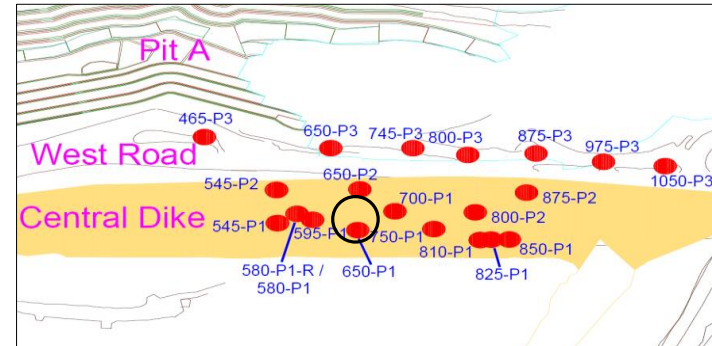 Pit A
465-P3
650-P3
745-P3
800-P3
875-P3
975-P3
1050-P3
West Road
545-P2
650-P2
700-P1
875-P2
Central Dike
545-P1
595-P1
750-P1
800-P2
810-P1
850-P1
580-P1-R /
580-P1
650-P1
825-P1